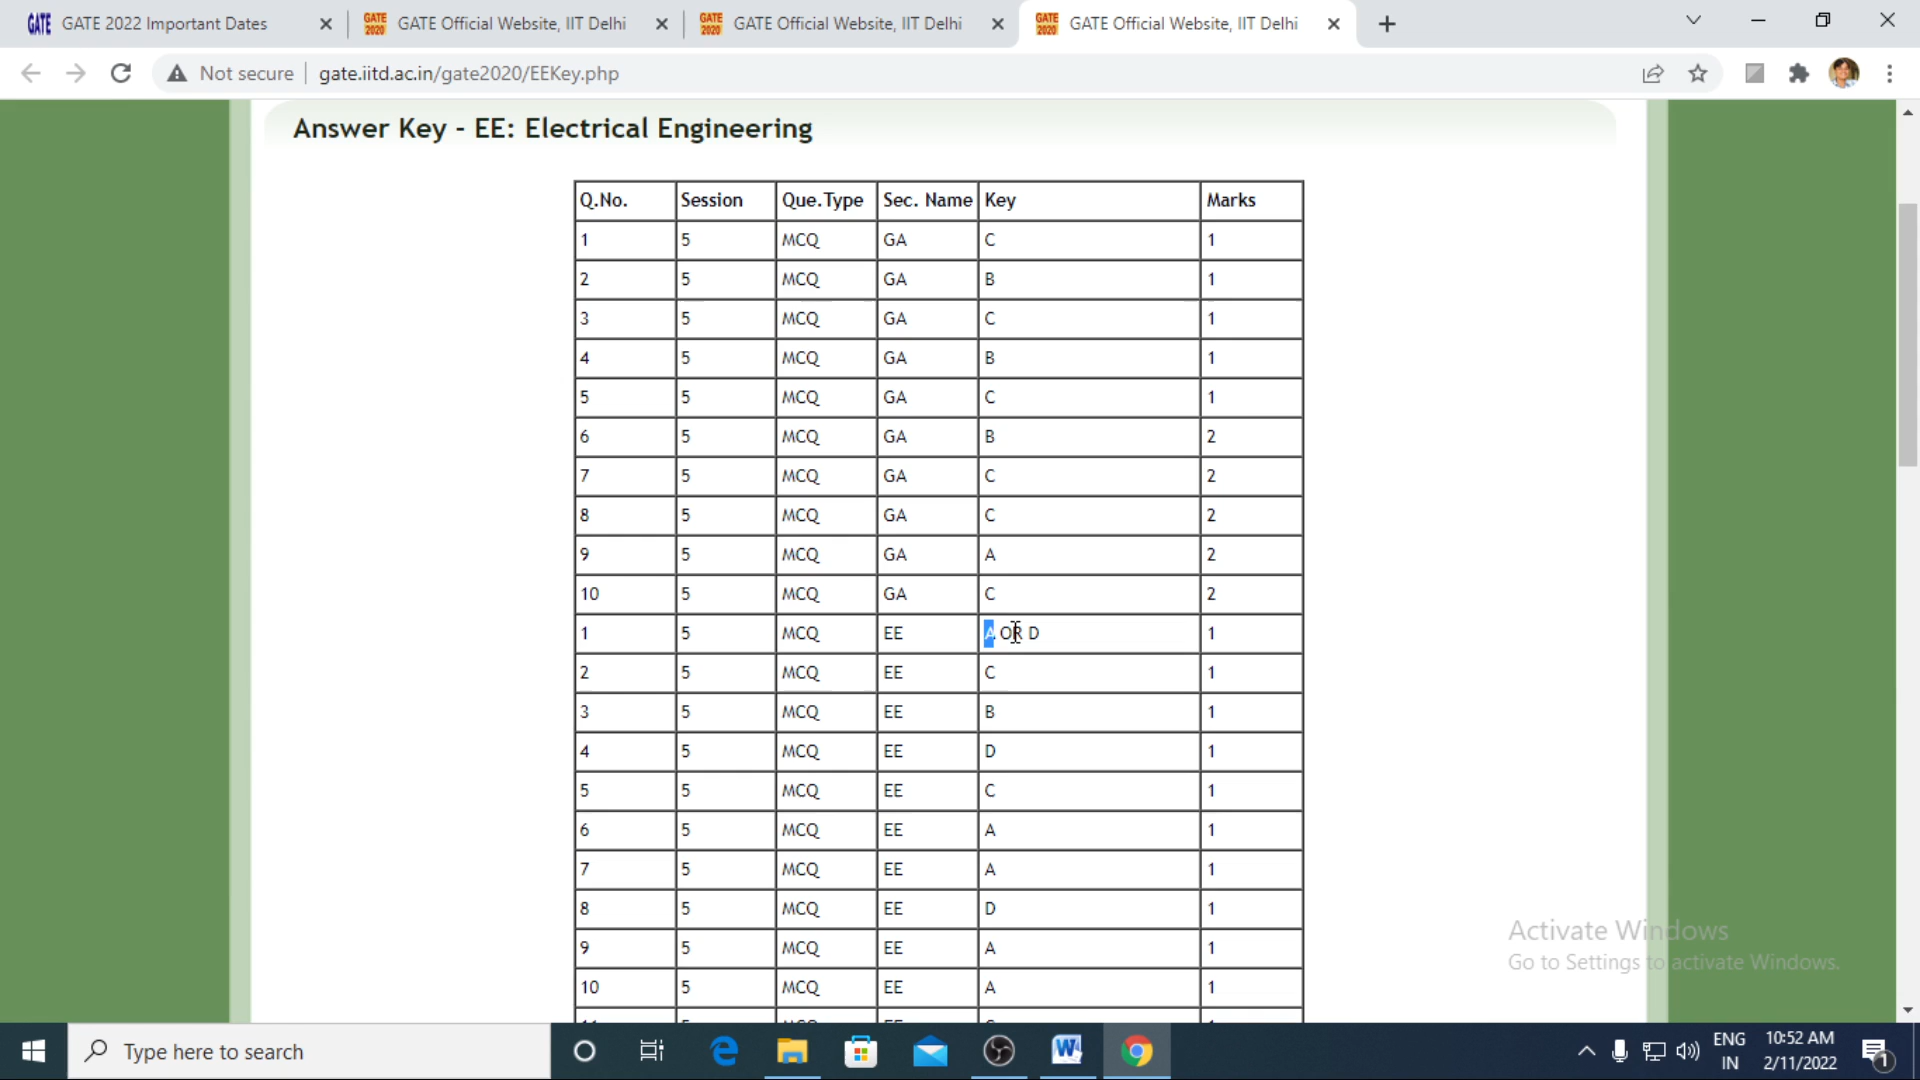 GATE GATE 2022 Important Dates
GATE 2020 GATE Official Website, IIT Delhi
GATE 2020 GATE Official Website, IIT Delhi
GATE 2020 GATE Official Website, IIT Delhi
Not secure gate.iitd.ac.in/gate2020/EEKey.php
Answer Key - EE: Electrical Engineering
Q.No. Session Que.Type Sec. Name Key Marks
1 5 MCQ GA C 1
2 5 MCQ GA B 1
3 5 MCQ GA C 1
4 5 MCQ GA B 1
5 5 MCQ GA C 1
6 5 MCQ GA B 2
7 5 MCQ GA C 2
8 5 MCQ GA C 2
9 5 MCQ GA A 2
10 5 MCQ GA C 2
1 5 MCQ EE A OR D 1
2 5 MCQ EE C 1
3 5 MCQ EE B 1
4 5 MCQ EE D 1
5 5 MCQ EE C 1
6 5 MCQ EE A 1
7 5 MCQ EE A 1
8 5 MCQ EE D 1
9 5 MCQ EE A 1
10 5 MCQ EE A 1
Activate Windows
Go to Settings to activate Windows.
Type here to search
ENG
IN
10:52 AM
2/11/2022
1